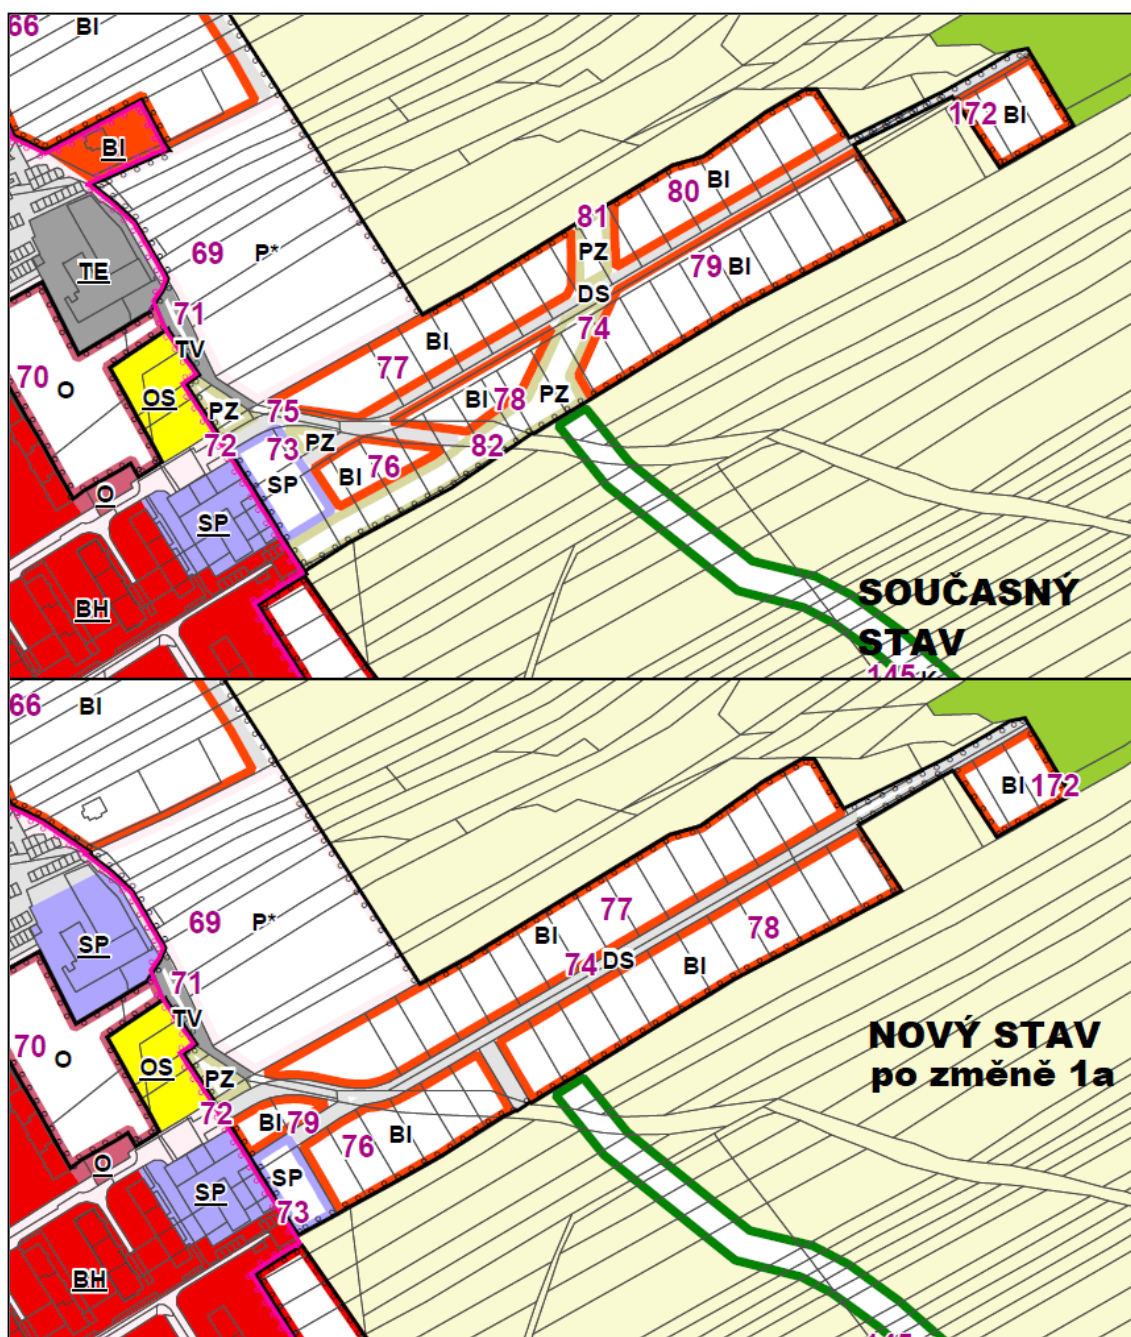 66
BI
BI
172
BI
80
BI
81
69
P*
PZ
79
BI
TE
DS
71
74
TV
BI
77
70
O
OS
BI
78
PZ
PZ
75
72
73
PZ
82
BI
76
SP
O
SP
SOUČASNÝ
BH
STAV
145
66
BI
BI
172
77
78
69
P*
BI
SP
74
DS
BI
71
TV
NOVÝ STAV
70
O
OS
PZ
po změně 1a
72
BI
79
76
BI
O
SP
SP
73
BH